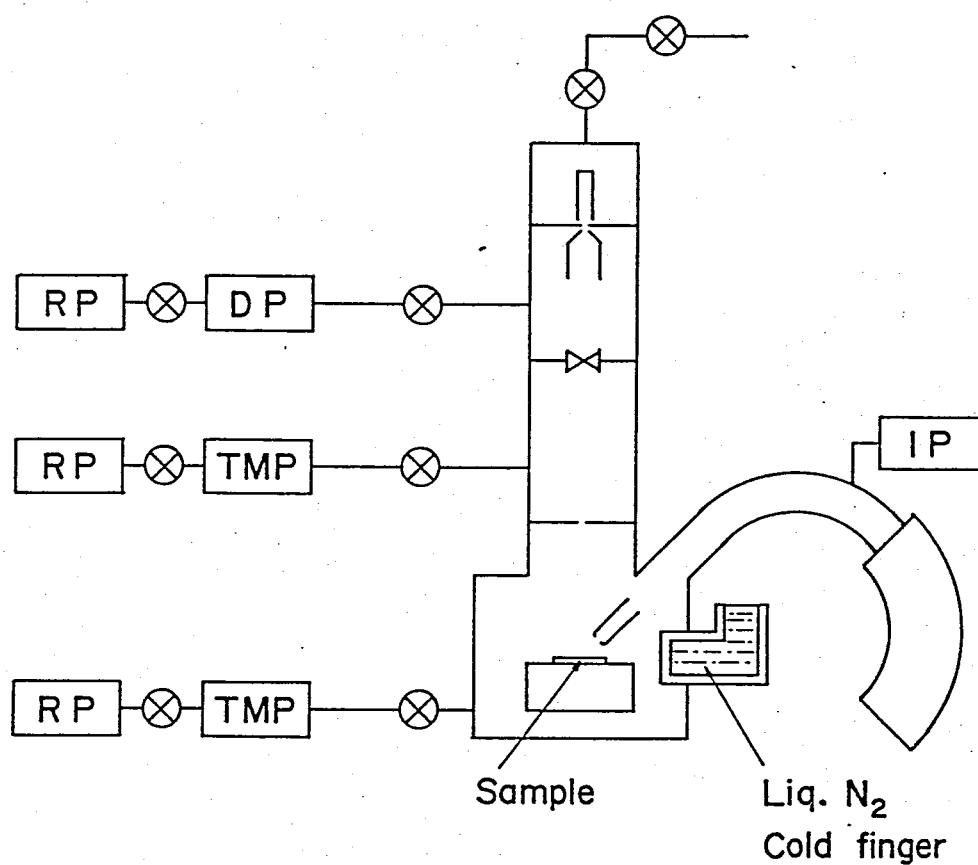 RP
DP
RP
TMP
IP
RP
TMP
Sample
Liq. N₂
Cold finger